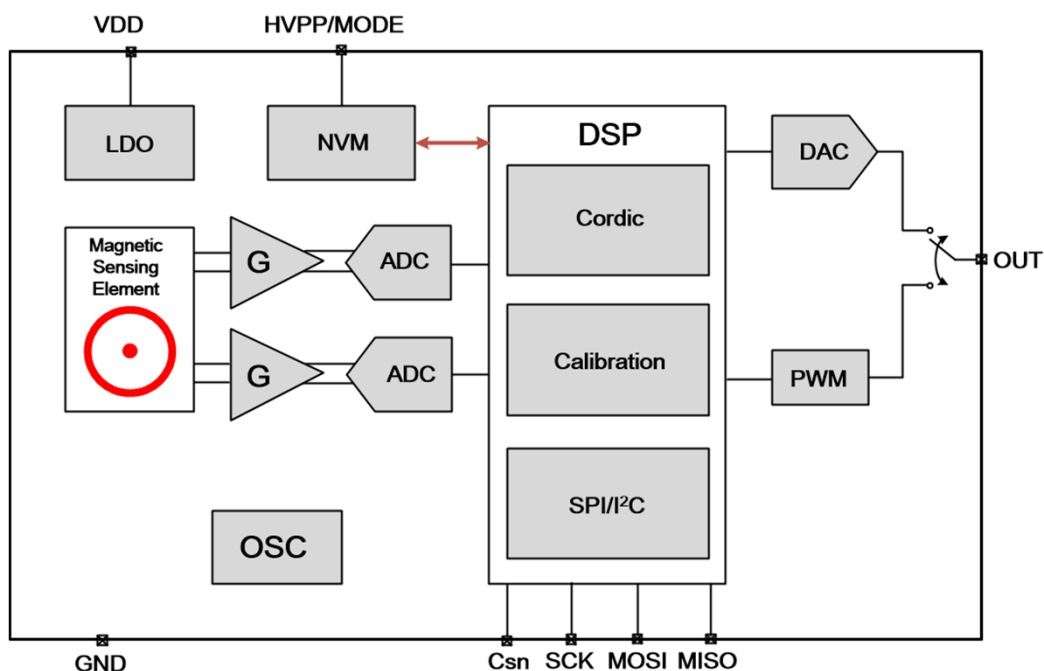 VDD
HVPP/MODE
LDO
NVM
DSP
DAC
Cordic
Magnetic
Sensing
Element
G
ADC
OUT
Calibration
G
ADC
PWM
SPI/I²C
OSC
GND
Csn
SCK
MOSI
MISO